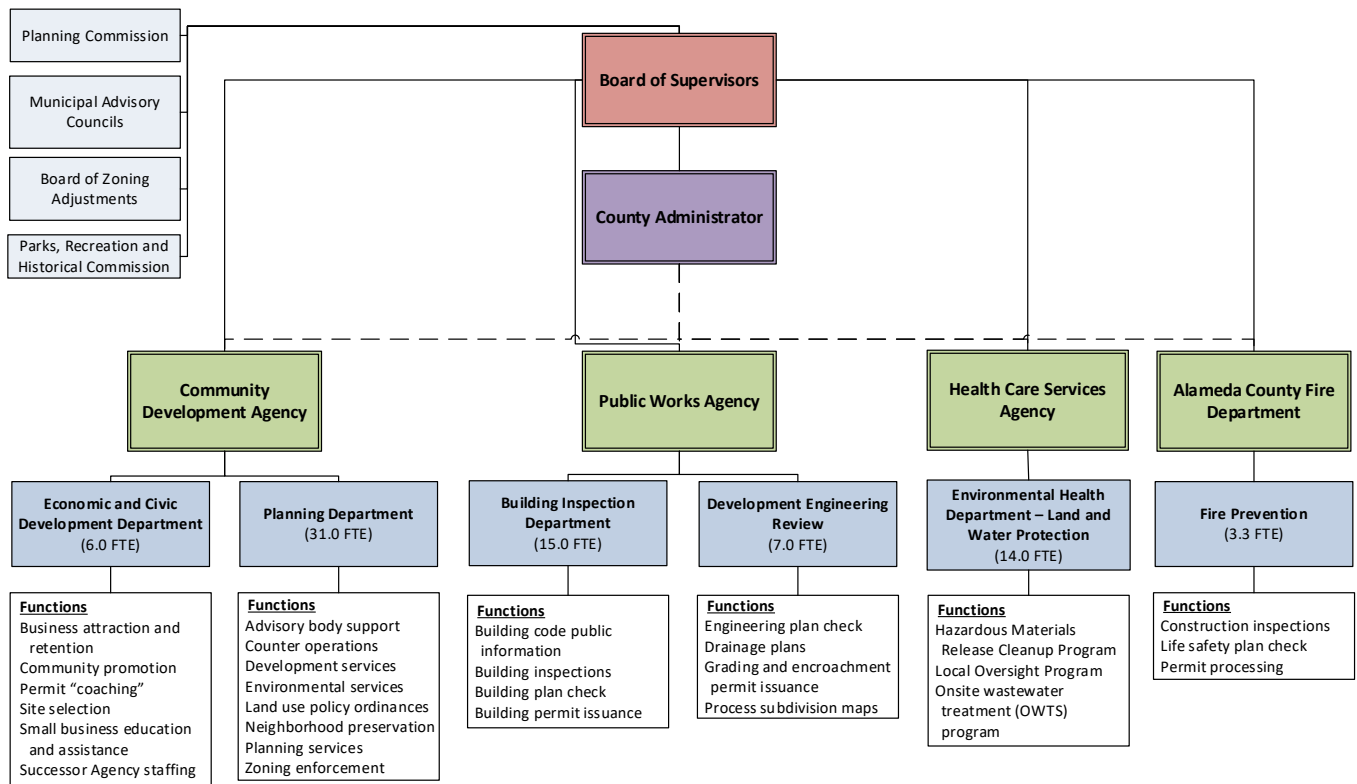 Planning Commission
Municipal Advisory
Councils
Board of Zoning
Adjustments
Parks, Recreation and
Historical Commission
Board of Supervisors
County Administrator
Community
Development Agency
Public Works Agency
Health Care Services
Agency
Alameda County Fire
Department
Economic and Civic
Development Department
(6.0 FTE)
Planning Department
(31.0 FTE)
Building Inspection
Department
(15.0 FTE)
Development Engineering
Review
(7.0 FTE)
Environmental Health
Department – Land and
Water Protection
(14.0 FTE)
Fire Prevention
(3.3 FTE)
Functions
Business attraction and
retention
Community promotion
Permit “coaching”
Site selection
Small business education
and assistance
Successor Agency staffing
Functions
Advisory body support
Counter operations
Development services
Environmental services
Land use policy ordinances
Neighborhood preservation
Planning services
Zoning enforcement
Functions
Building code public
information
Building inspections
Building plan check
Building permit issuance
Functions
Engineering plan check
Drainage plans
Grading and encroachment
permit issuance
Process subdivision maps
Functions
Hazardous Materials
Release Cleanup Program
Local Oversight Program
Onsite wastewater
treatment (OWTS)
program
Functions
Construction inspections
Life safety plan check
Permit processing